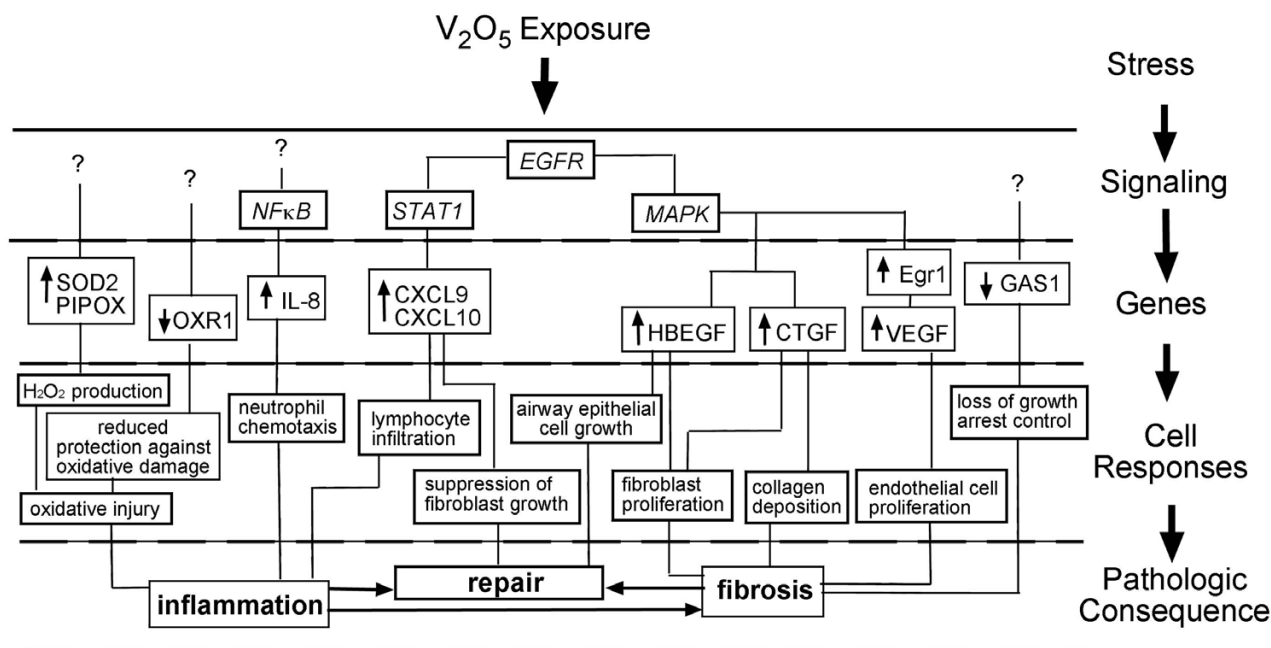 V₂O₅ Exposure
Stress
Signaling
Genes
Cell
Responses
Pathologic
Consequence
?
?
?
EGFR
?
NFκB
STAT1
MAPK
↑ SOD2
PIPOX
↓ OXR1
↑ IL-8
↑ CXCL9
CXCL10
↑ HBEGF
↑ CTGF
↑ Egr1
↑ VEGF
↓ GAS1
H₂O₂ production
reduced
protection against
oxidative damage
oxidative injury
neutrophil
chemotaxis
lymphocyte
infiltration
suppression of
fibroblast growth
airway epithelial
cell growth
fibroblast
proliferation
collagen
deposition
endothelial cell
proliferation
loss of growth
arrest control
inflammation
repair
fibrosis